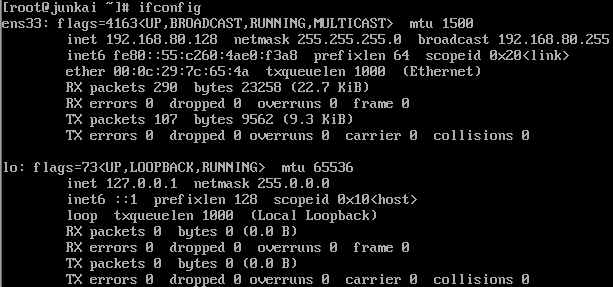 [root@junkai ~]# ifconfig
ens33: flags=4163<UP,BROADCAST,RUNNING,MULTICAST>  mtu 1500
        inet 192.168.80.128  netmask 255.255.255.0  broadcast 192.168.80.255
        inet6 fe80::55:c260:4ae0:f3a8  prefixlen 64  scopeid 0x20<link>
        ether 00:0c:29:7c:65:4a  txqueuelen 1000  (Ethernet)
        RX packets 290  bytes 23258 (22.7 KiB)
        RX errors 0  dropped 0  overruns 0  frame 0
        TX packets 107  bytes 9562 (9.3 KiB)
        TX errors 0  dropped 0 overruns 0  carrier 0  collisions 0
lo: flags=73<UP,LOOPBACK,RUNNING>  mtu 65536
        inet 127.0.0.1  netmask 255.0.0.0
        inet6 ::1  prefixlen 128  scopeid 0x10<host>
        loop  txqueuelen 1000  (Local Loopback)
        RX packets 0  bytes 0 (0.0 B)
        RX errors 0  dropped 0  overruns 0  frame 0
        TX packets 0  bytes 0 (0.0 B)
        TX errors 0  dropped 0 overruns 0  carrier 0  collisions 0